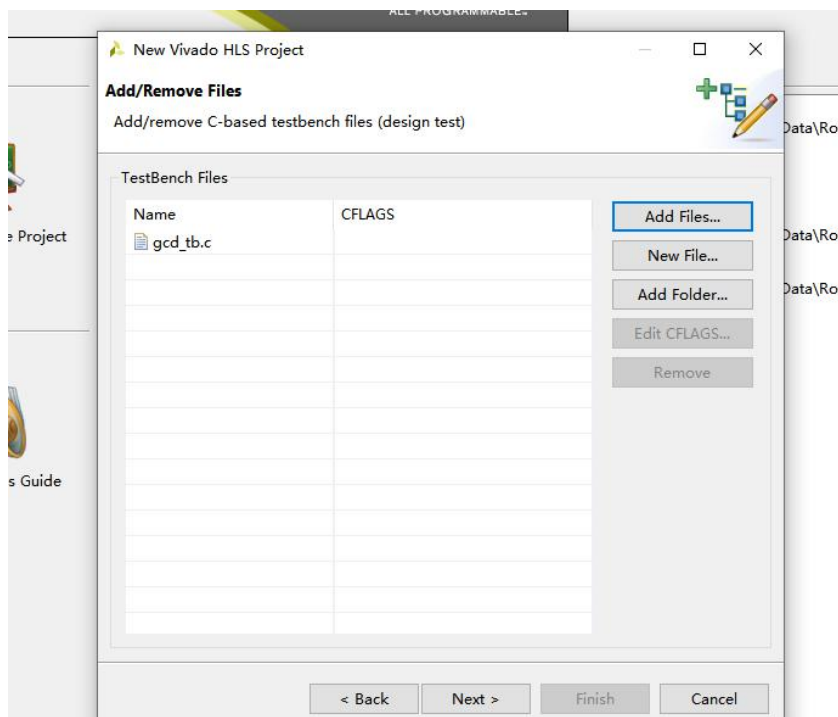 ALL PROGRAMMABLE™
New Vivado HLS Project
Add/Remove Files
Add/remove C-based testbench files (design test)
Data\Ro
TestBench Files
Name CFLAGS
Add Files...
e Project
gcd_tb.c
Data\Ro
New File...
Add Folder...
Data\Ro
Edit CFLAGS...
Remove
s Guide
< Back Next > Finish Cancel